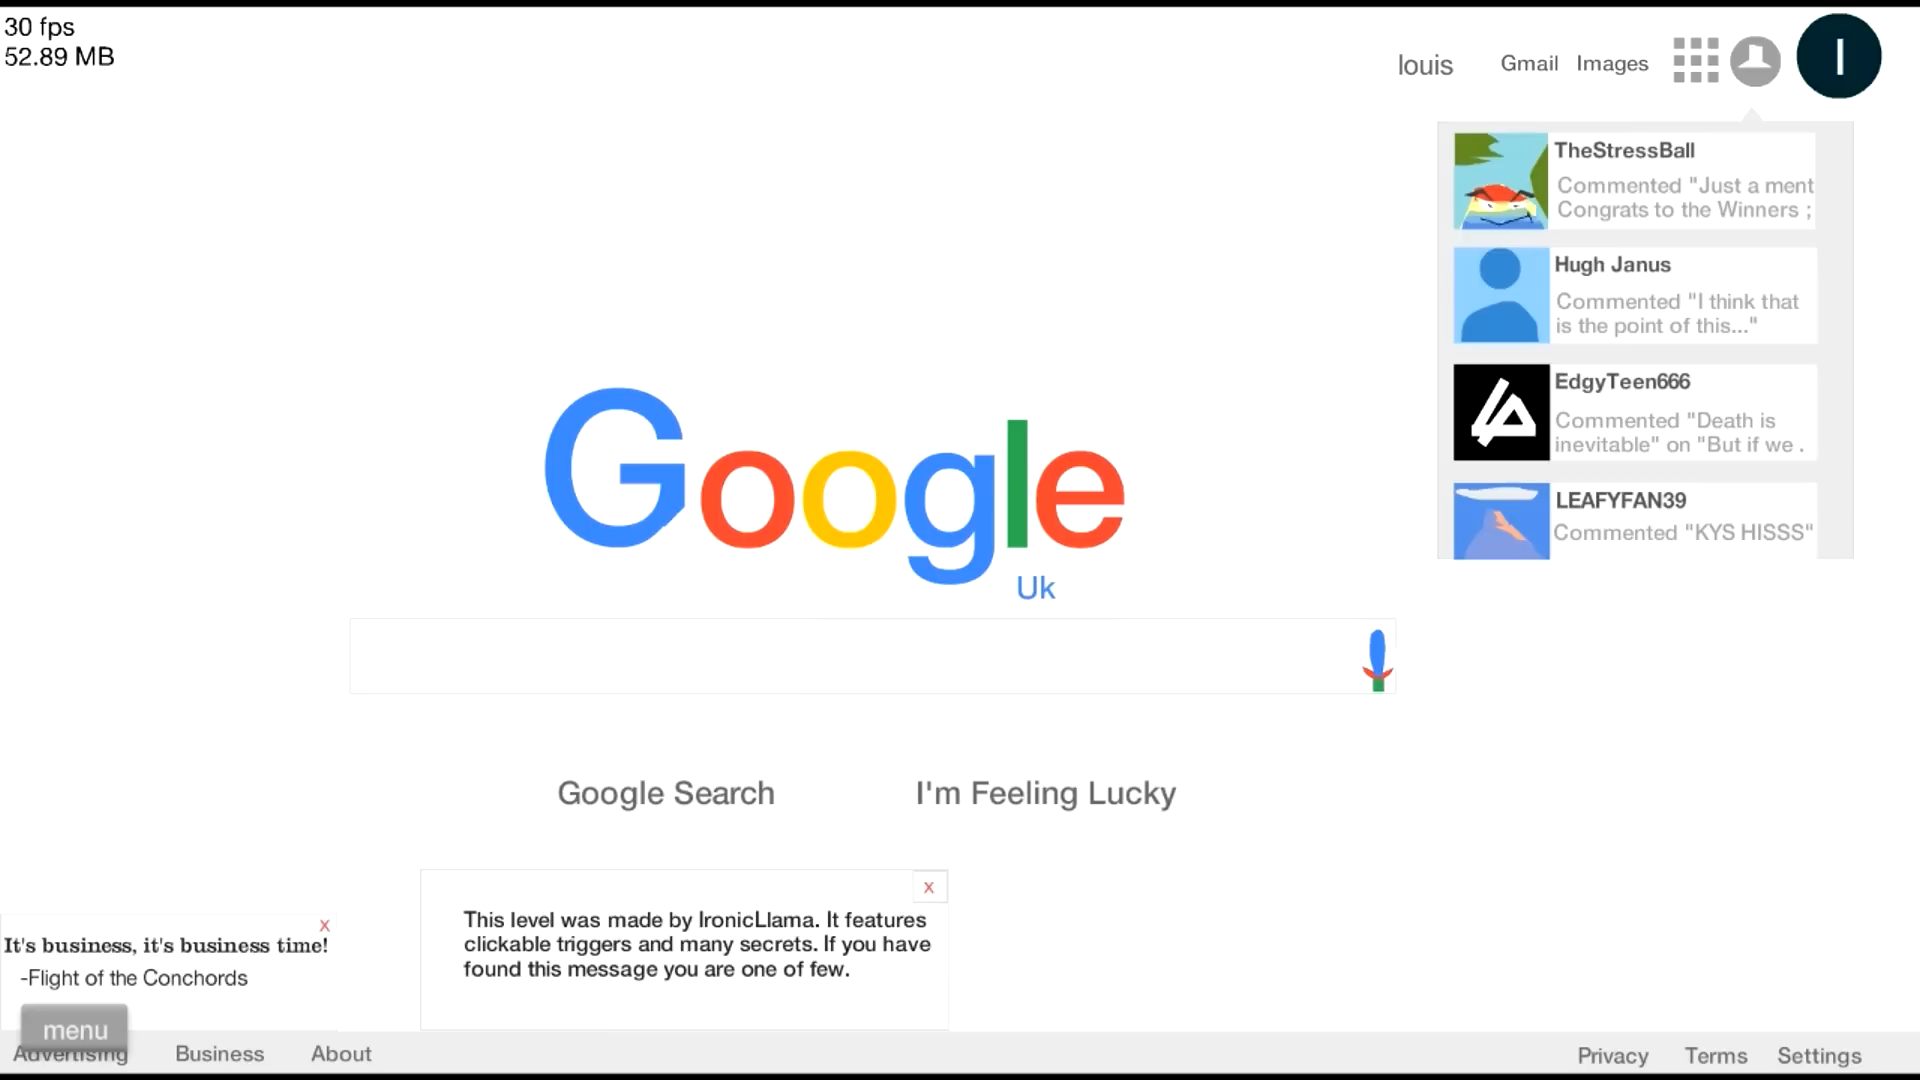 30 fps
52.89 MB
louis
Gmail
Images
l
TheStressBall
Commented "Just a ment
Congrats to the Winners ;
Hugh Janus
Commented "I think that
is the point of this..."
EdgyTeen666
Commented "Death is
inevitable" on "But if we .
LEAFYFAN39
Commented "KYS HISSS"
Google
Uk
Google Search
I'm Feeling Lucky
x
This level was made by IronicLlama. It features
clickable triggers and many secrets. If you have
found this message you are one of few.
x
It's business, it's business time!
-Flight of the Conchords
menu
Advertising
Business
About
Privacy
Terms
Settings